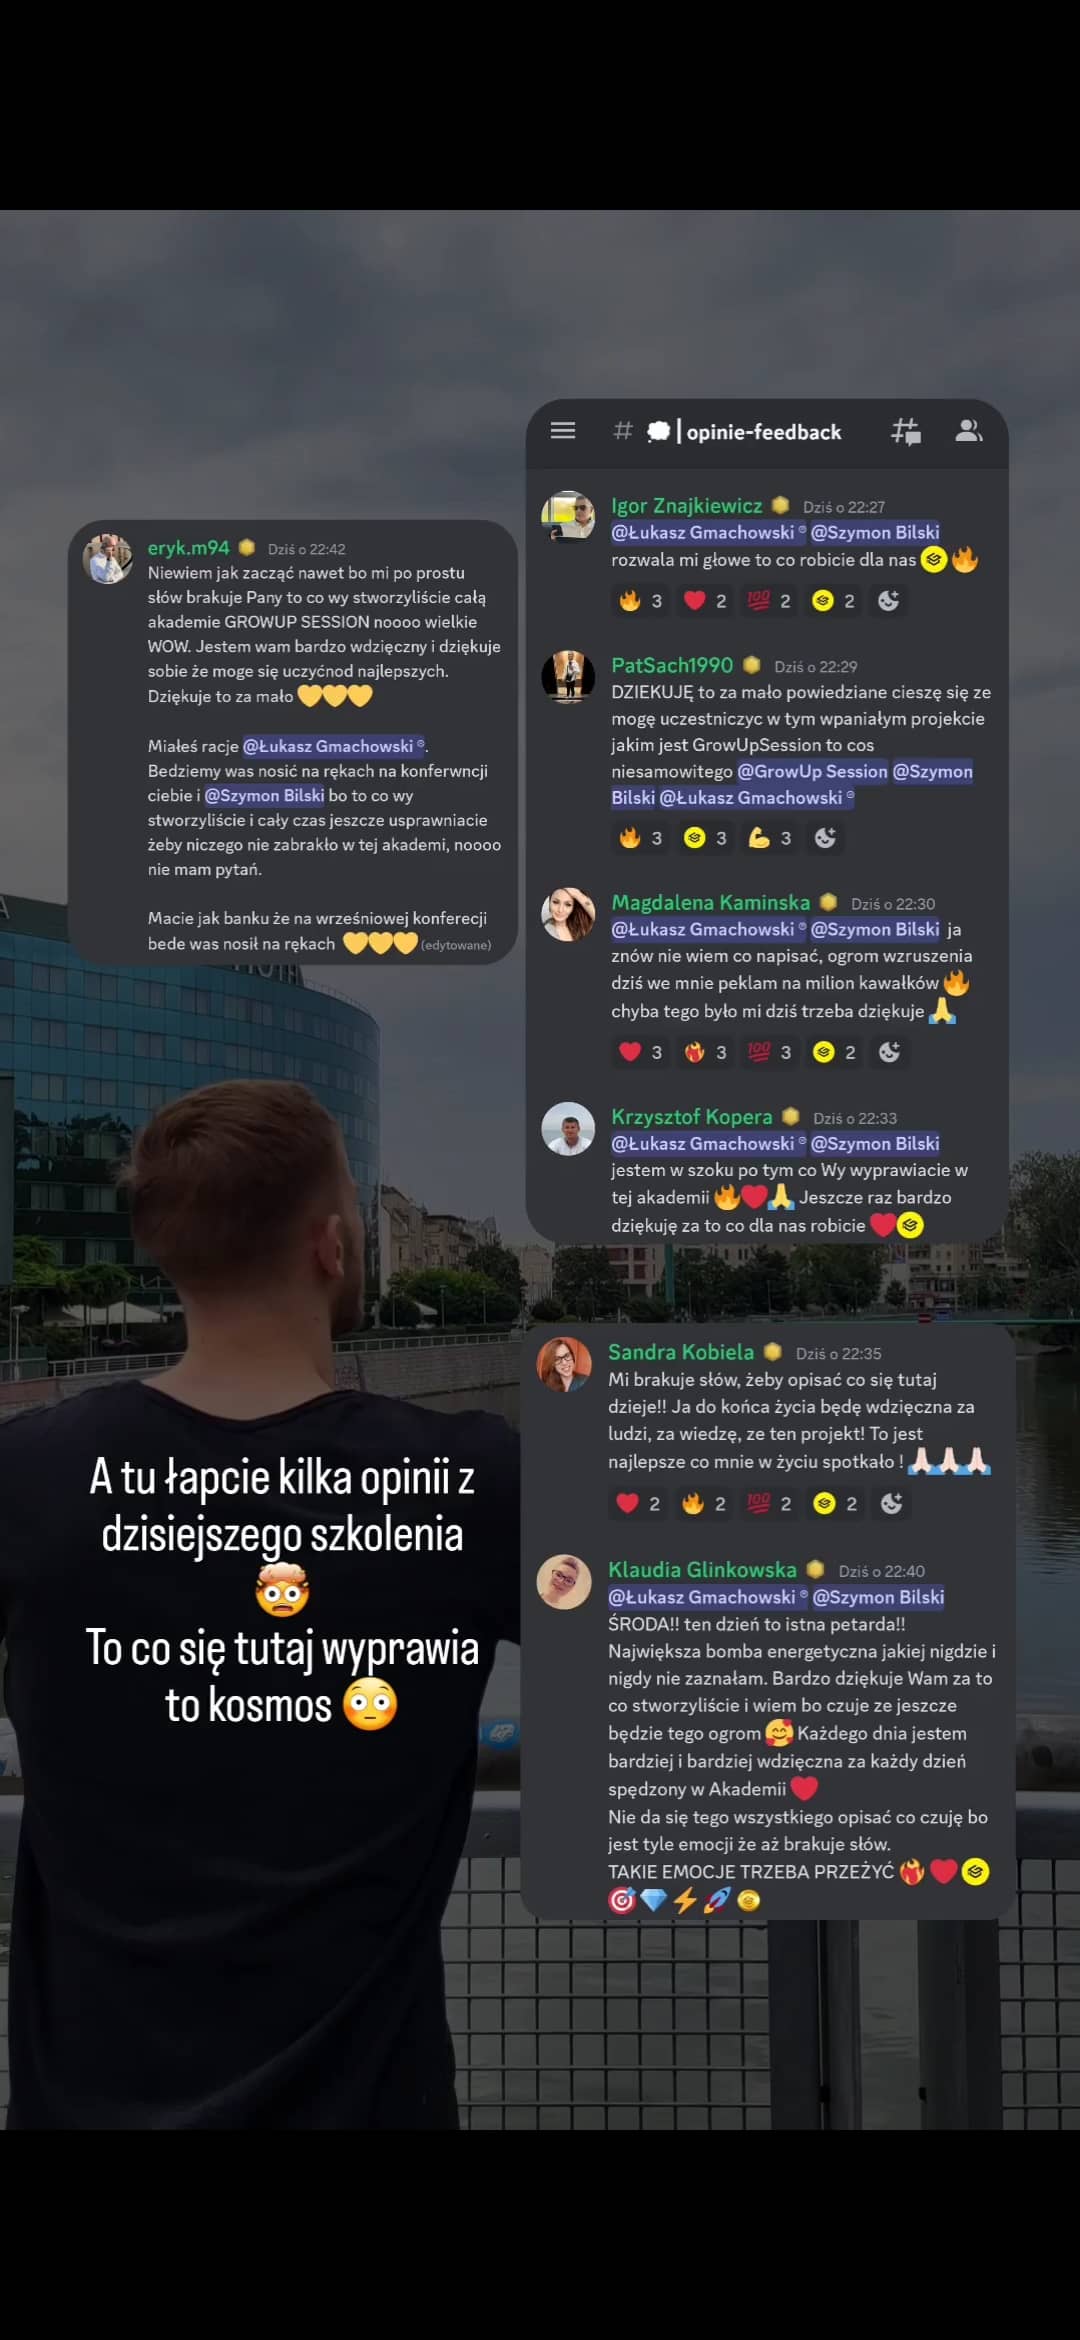 eryk.m94 Dziś o 22:42
Niewiem jak zacząć nawet bo mi po prostu
słów brakuje Pany to co wy stworzyliście całą
akademie GROWUP SESSION noooo wielkie
WOW. Jestem wam bardzo wdzięczny i dziękuje
sobie że moge się uczyćnod najlepszych.
Dziękuje to za mało 💛💛💛
Miałeś racje @Łukasz Gmachowski ®.
Bedziemy was nosić na rękach na konferwncji
ciebie i @Szymon Bilski bo to co wy
stworzyliście i cały czas jeszcze usprawniacie
żeby niczego nie zabrakło w tej akademi, noooo
nie mam pytań.
Macie jak banku że na wrześniowej konferecji
bede was nosił na rękach 💛💛💛 (edytowane)
# 💭 | opinie-feedback
Igor Znajkiewicz Dziś o 22:27
@Łukasz Gmachowski ® @Szymon Bilski
rozwala mi głowe to co robicie dla nas 🔥
🔥 3 ❤️ 2 💯 2 2
PatSach1990 Dziś o 22:29
DZIEKUJĘ to za mało powiedziane cieszę się ze
mogę uczestniczyc w tym wpaniałym projekcie
jakim jest GrowUpSession to cos
niesamowitego @GrowUp Session @Szymon
Bilski @Łukasz Gmachowski ®
🔥 3 3 💪 3
Magdalena Kaminska Dziś o 22:30
@Łukasz Gmachowski ® @Szymon Bilski ja
znów nie wiem co napisać, ogrom wzruszenia
dziś we mnie peklam na milion kawałków 🔥
chyba tego było mi dziś trzeba dziękuje 🙏
❤️ 3 ❤️‍🔥 3 💯 3 2
Krzysztof Kopera Dziś o 22:33
@Łukasz Gmachowski ® @Szymon Bilski
jestem w szoku po tym co Wy wyprawiacie w
tej akademii 🔥❤️🙏 Jeszcze raz bardzo
dziękuję za to co dla nas robicie ❤️
Sandra Kobiela Dziś o 22:35
Mi brakuje słów, żeby opisać co się tutaj
dzieje!! Ja do końca życia będę wdzięczna za
ludzi, za wiedzę, ze ten projekt! To jest
najlepsze co mnie w życiu spotkało ! 🙏🏻🙏🏻🙏🏻
❤️ 2 🔥 2 💯 2 2
Klaudia Glinkowska Dziś o 22:40
@Łukasz Gmachowski ® @Szymon Bilski
ŚRODA!! ten dzień to istna petarda!!
Największa bomba energetyczna jakiej nigdzie i
nigdy nie zaznałam. Bardzo dziękuje Wam za to
co stworzyliście i wiem bo czuje ze jeszcze
będzie tego ogrom 🥰 Każdego dnia jestem
bardziej i bardziej wdzięczna za każdy dzień
spędzony w Akademii ❤️
Nie da się tego wszystkiego opisać co czuję bo
jest tyle emocji że aż brakuje słów.
TAKIE EMOCJE TRZEBA PRZEŻYĆ ❤️‍🔥❤️
🎯💎⚡🚀🪙
A tu łapcie kilka opinii z
dzisiejszego szkolenia
🤯
To co się tutaj wyprawia
to kosmos 😳